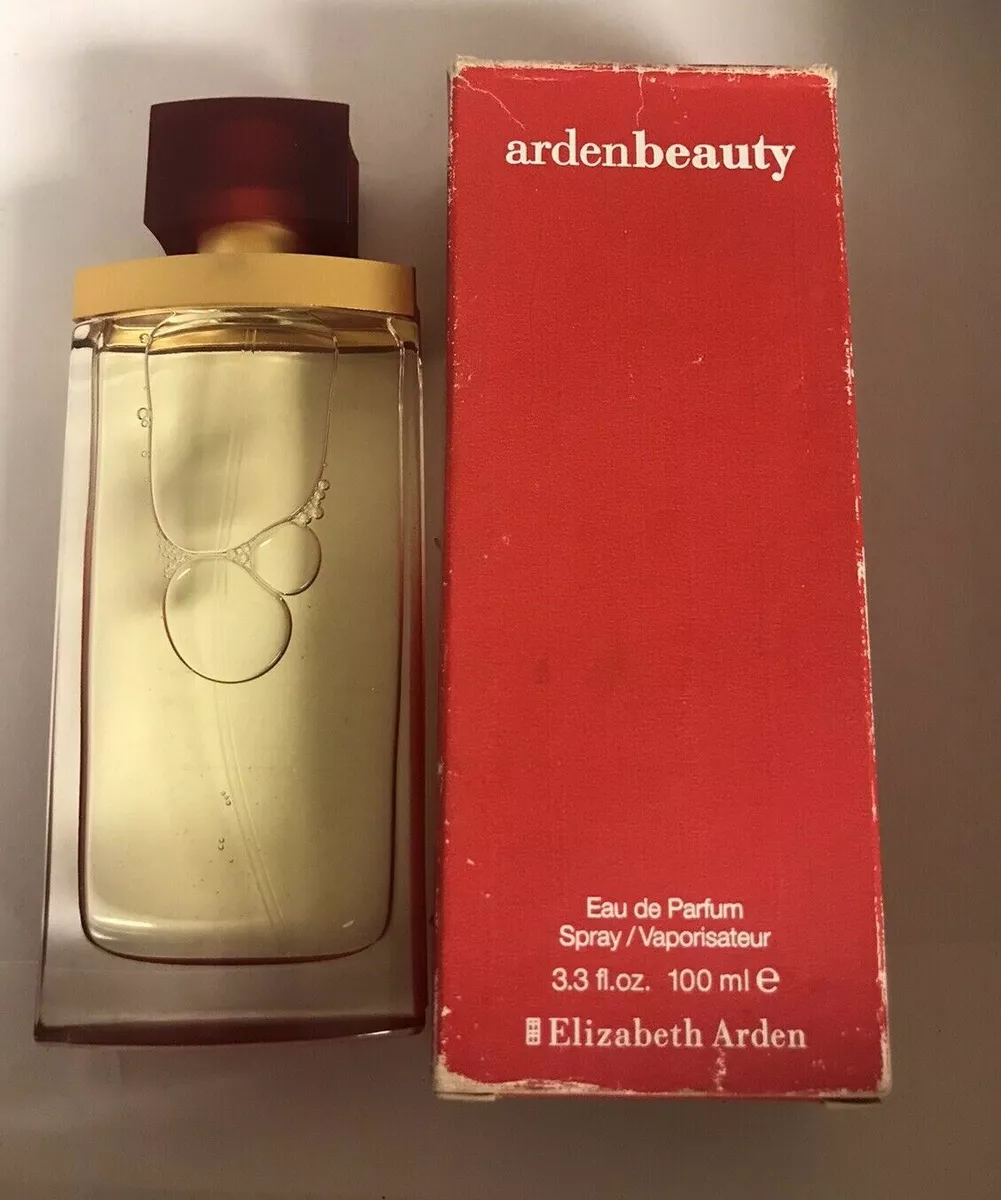 ardenbeauty
Eau de Parfum
Spray / Vaporisateur
3.3 fl.oz. 100 ml ℮
Elizabeth Arden